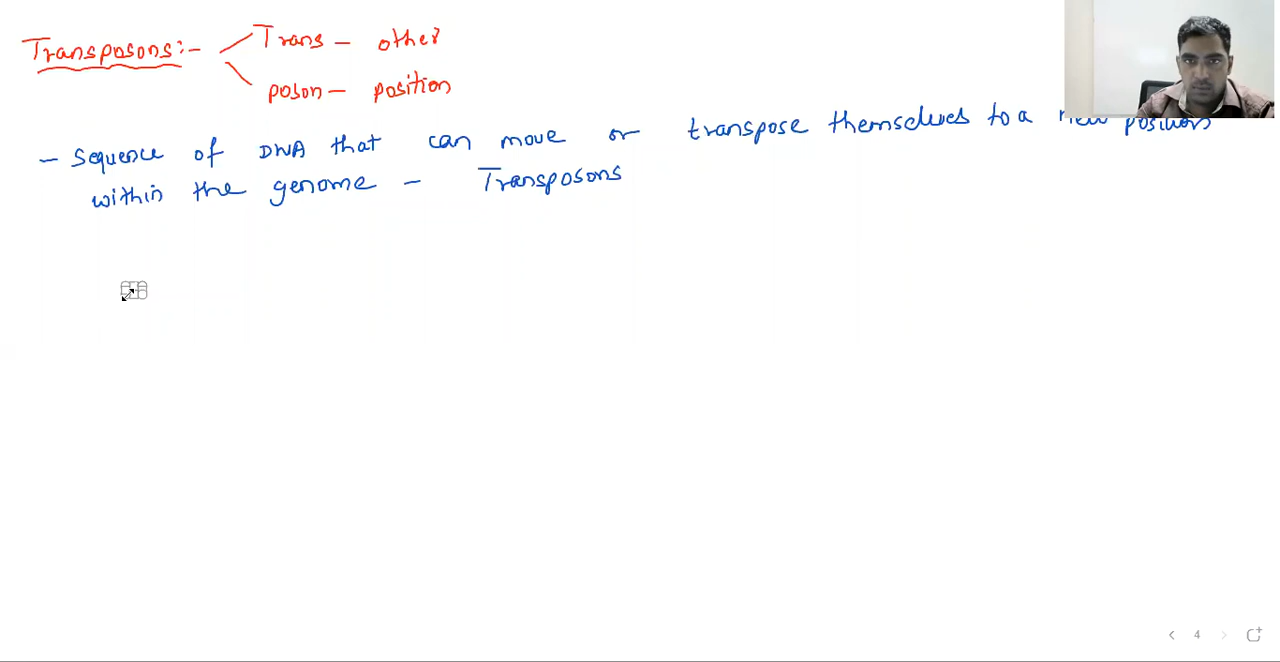 Transposons:- Trans - other
poson - position
- Sequence of DNA that can move or transpose themselves to a new position
within the genome - Transposons
4